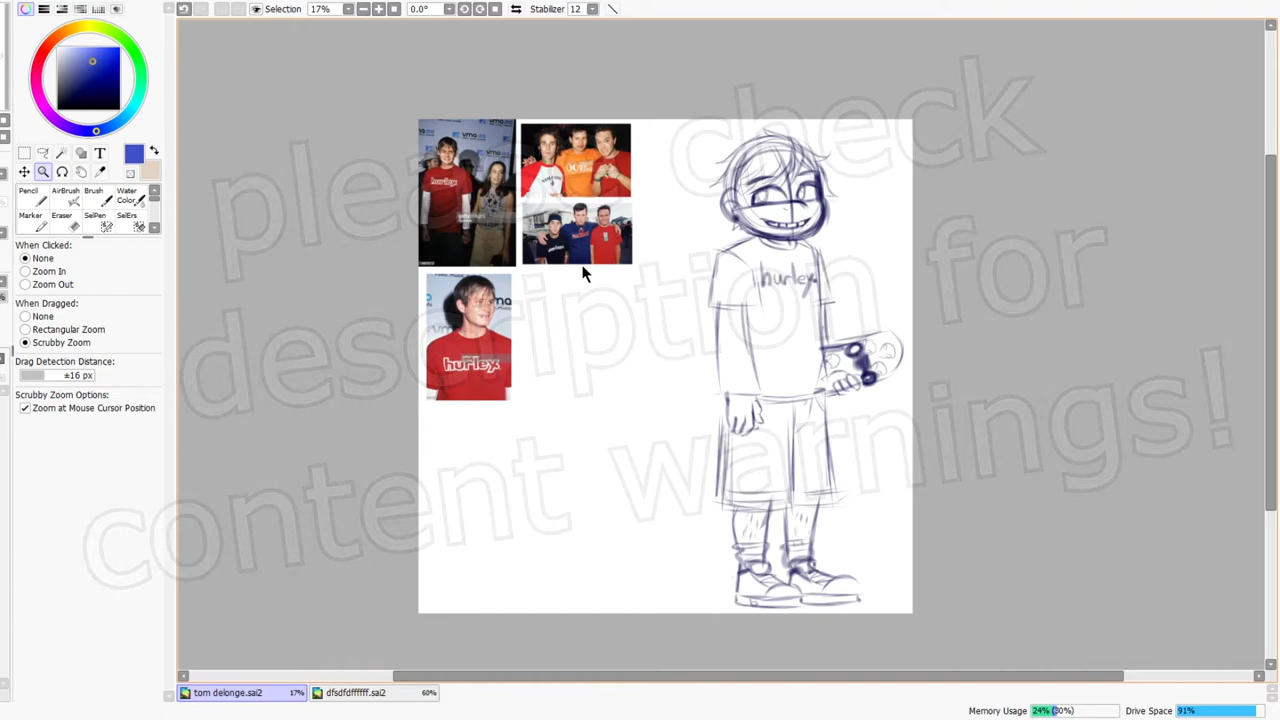 Selection 17% 0.0° Stabilizer 12
please check
description for
content warnings!
T
Pencil AirBrush Brush Water Color
Marker Eraser SelPen SelErs
When Clicked:
None
Zoom In
Zoom Out
When Dragged:
None
Rectangular Zoom
Scrubby Zoom
Drag Detection Distance:
±16 px
Scrubby Zoom Options:
Zoom at Mouse Cursor Position
hurley
hurley
hurley
tom delonge.sai2 17% dfsdfdffffff.sai2 60%
Memory Usage 24% (30%) Drive Space 91%